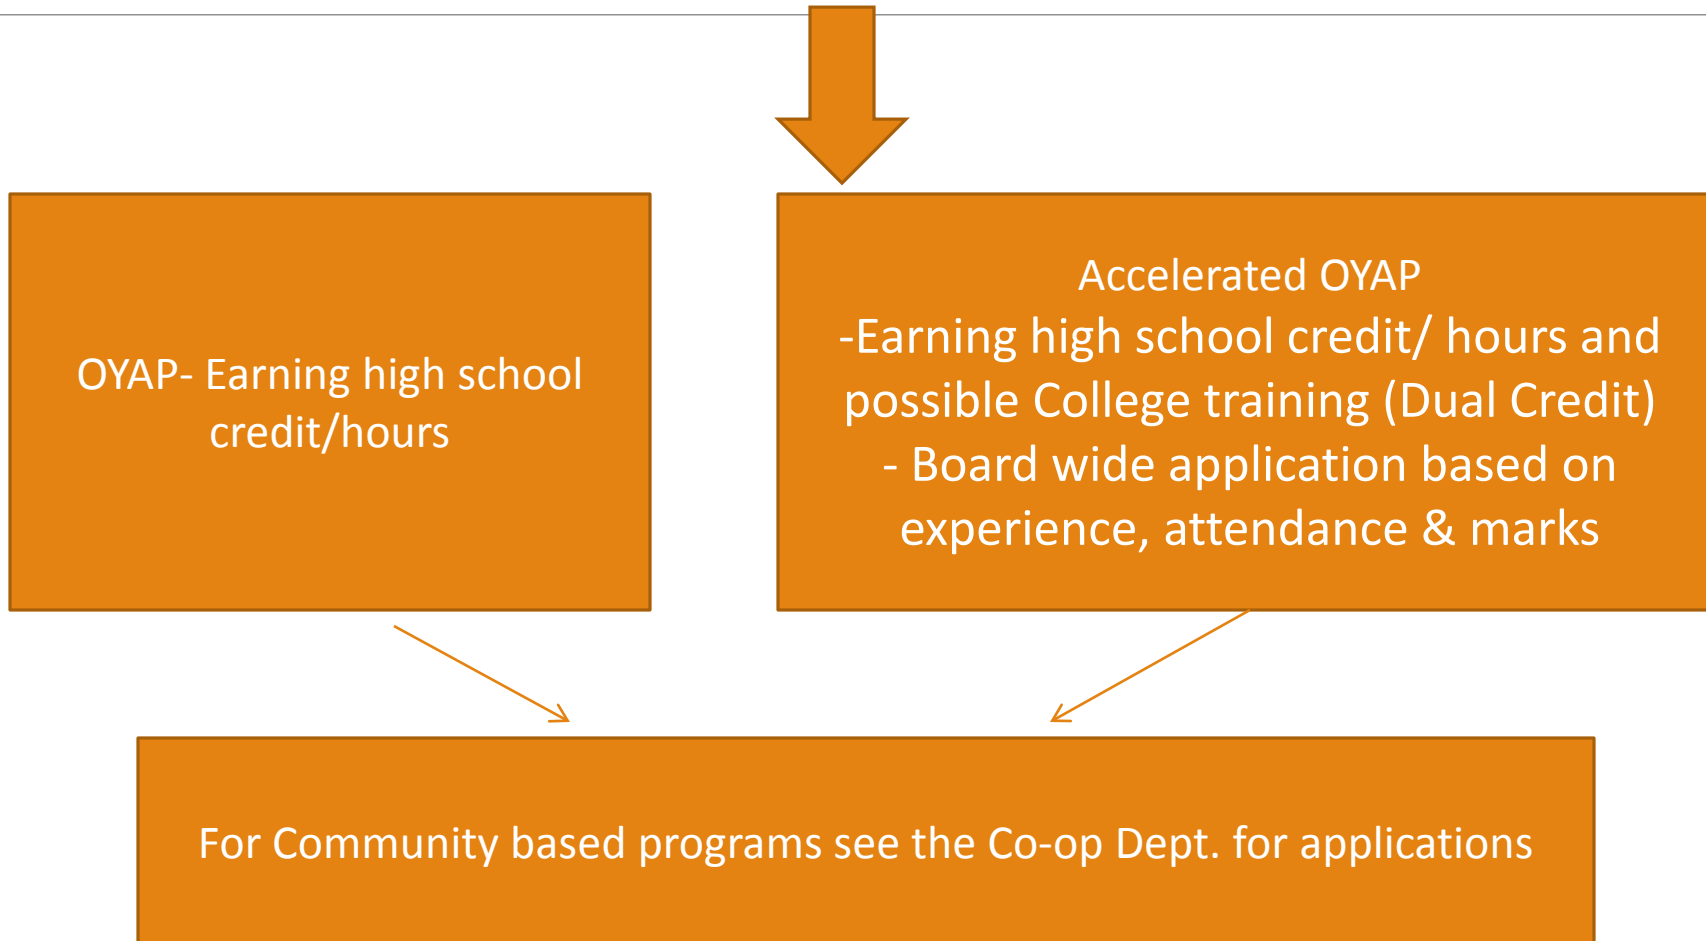 OYAP- Earning high school
credit/hours
Accelerated OYAP
-Earning high school credit/ hours and
possible College training (Dual Credit)
- Board wide application based on
experience, attendance & marks
For Community based programs see the Co-op Dept. for applications